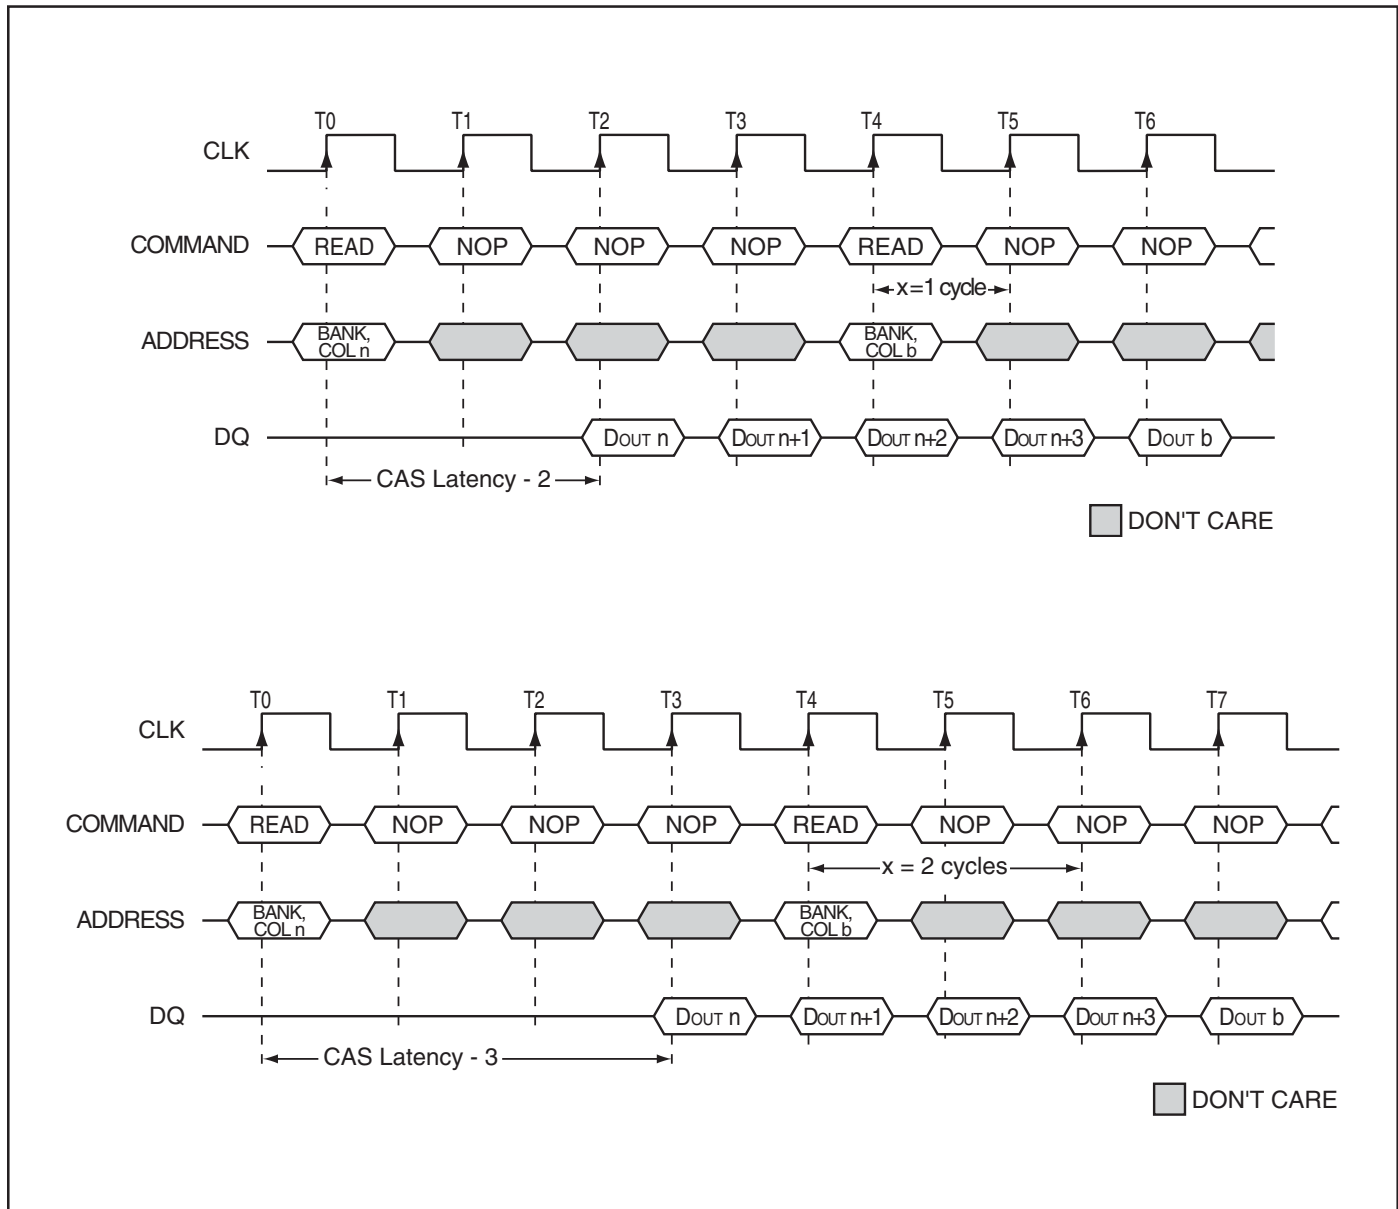 T0 T1 T2 T3 T4 T5 T6
CLK
COMMAND READ NOP NOP NOP READ NOP NOP
x=1 cycle
ADDRESS BANK, COL n BANK, COL b
DQ DOUT n DOUT n+1 DOUT n+2 DOUT n+3 DOUT b
CAS Latency - 2
DON'T CARE
T0 T1 T2 T3 T4 T5 T6 T7
CLK
COMMAND READ NOP NOP NOP READ NOP NOP NOP
x = 2 cycles
ADDRESS BANK, COL n BANK, COL b
DQ DOUT n DOUT n+1 DOUT n+2 DOUT n+3 DOUT b
CAS Latency - 3
DON'T CARE